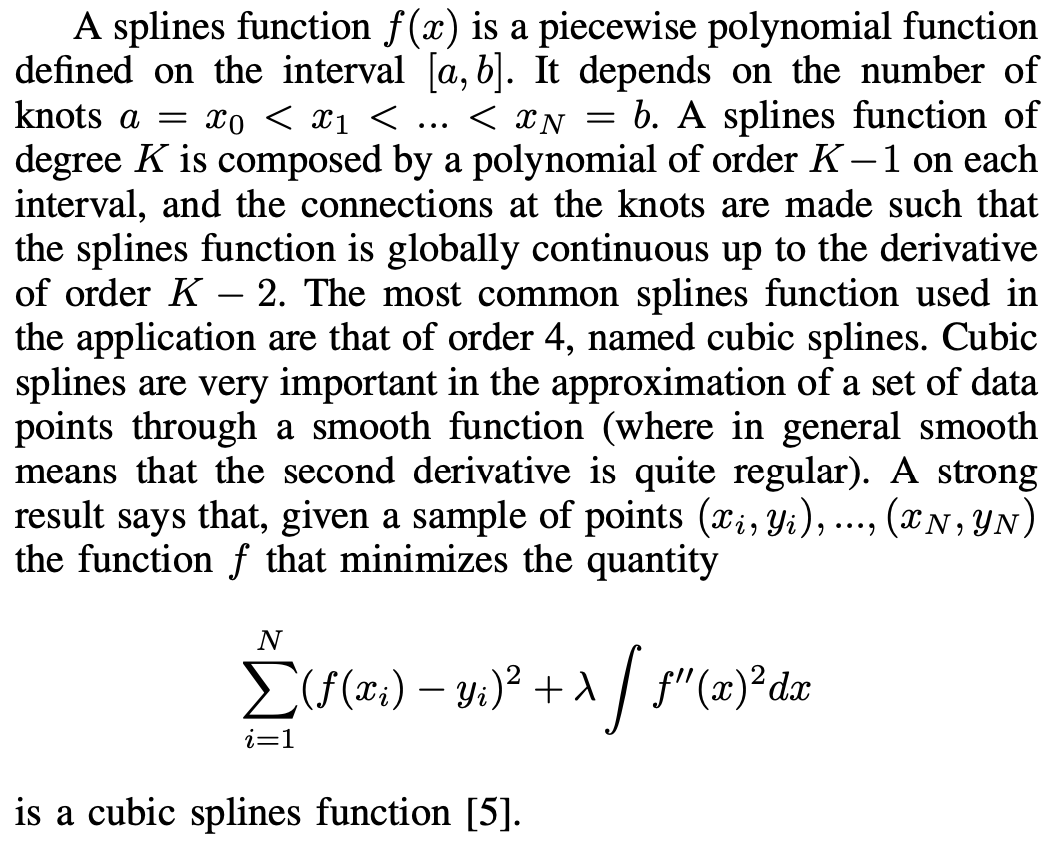 A splines function f(x) is a piecewise polynomial function
defined on the interval [a, b]. It depends on the number of
knots a = x₀ < x₁ < ... < x_N = b. A splines function of
degree K is composed by a polynomial of order K−1 on each
interval, and the connections at the knots are made such that
the splines function is globally continuous up to the derivative
of order K − 2. The most common splines function used in
the application are that of order 4, named cubic splines. Cubic
splines are very important in the approximation of a set of data
points through a smooth function (where in general smooth
means that the second derivative is quite regular). A strong
result says that, given a sample of points (x_i, y_i), ..., (x_N, y_N)
the function f that minimizes the quantity
\sum_{i=1}^{N} (f(x_i) − y_i)² + λ ∫ f″(x)² dx
is a cubic splines function [5].